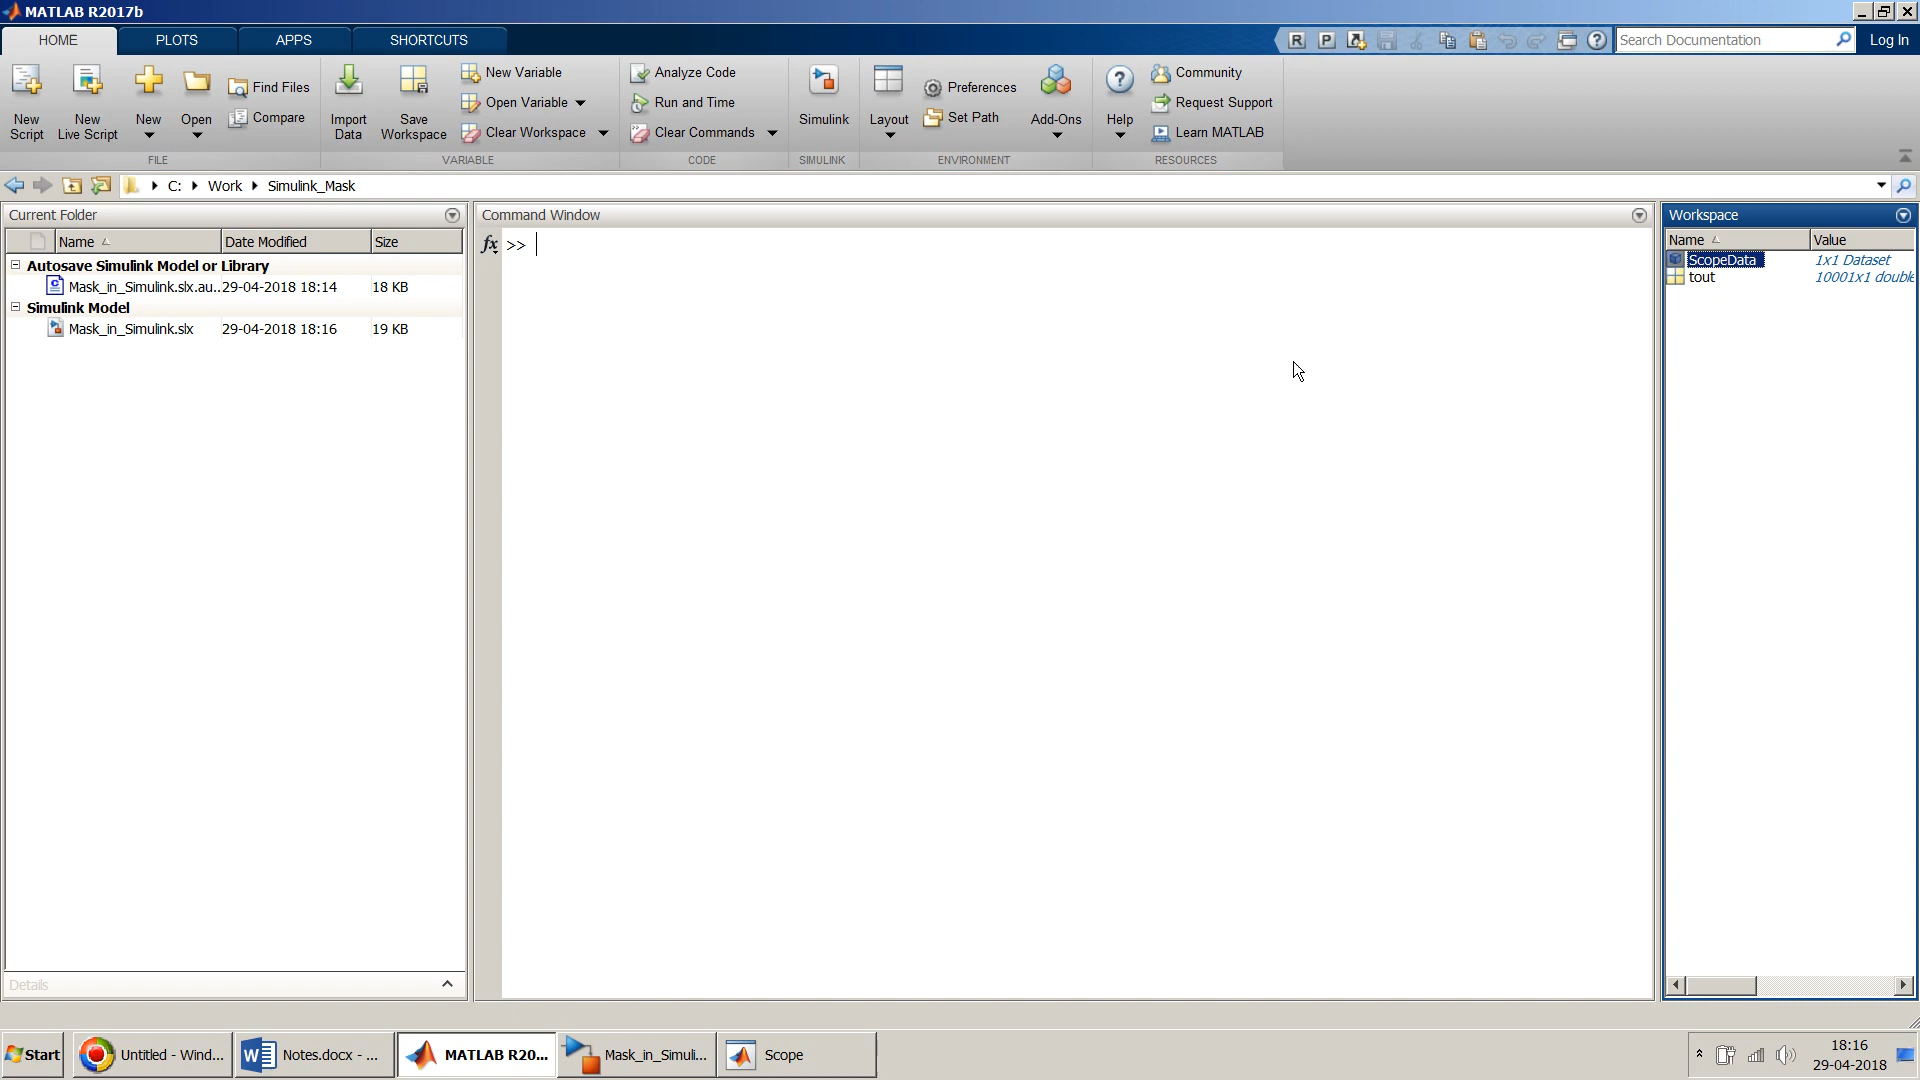 MATLAB R2017b
HOME PLOTS APPS SHORTCUTS
R P ? Search Documentation Log In
New Script
New Live Script
New
Open
Find Files
Compare
FILE
Import Data
Save Workspace
New Variable
Open Variable
Clear Workspace
VARIABLE
Analyze Code
Run and Time
Clear Commands
CODE
Simulink
SIMULINK
Layout
Preferences
Set Path
Add-Ons
ENVIRONMENT
? Help
Community
Request Support
Learn MATLAB
RESOURCES
C: Work Simulink_Mask
Current Folder
Name Date Modified Size
Autosave Simulink Model or Library
Mask_in_Simulink.slx.au.. 29-04-2018 18:14 18 KB
Simulink Model
Mask_in_Simulink.slx 29-04-2018 18:16 19 KB
Details
Command Window
fx >>
Workspace
Name Value
ScopeData 1x1 Dataset
tout 10001x1 double
Start Untitled - Wind... Notes.docx - ... MATLAB R20... Mask_in_Simuli... Scope
18:16
29-04-2018